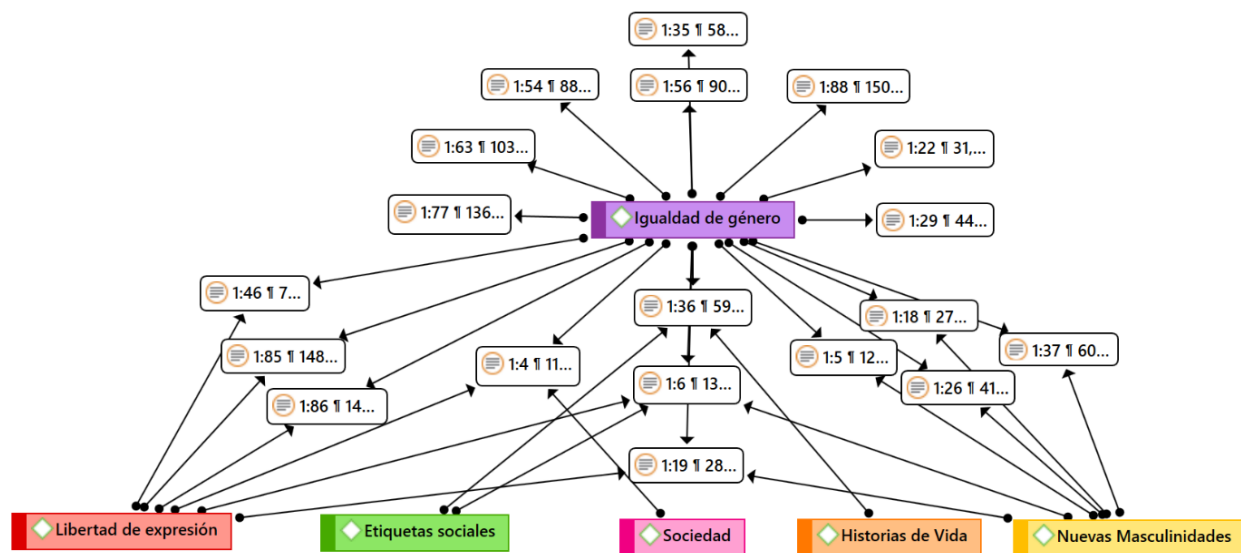 1:35 ¶ 58...
1:54 ¶ 88...
1:56 ¶ 90...
1:88 ¶ 150...
1:63 ¶ 103...
1:22 ¶ 31,...
1:77 ¶ 136...
Igualdad de género
1:29 ¶ 44...
1:46 ¶ 7...
1:36 ¶ 59...
1:18 ¶ 27...
1:85 ¶ 148...
1:4 ¶ 11...
1:5 ¶ 12...
1:37 ¶ 60...
1:86 ¶ 14...
1:6 ¶ 13...
1:26 ¶ 41...
1:19 ¶ 28...
Libertad de expresión
Etiquetas sociales
Sociedad
Historias de Vida
Nuevas Masculinidades